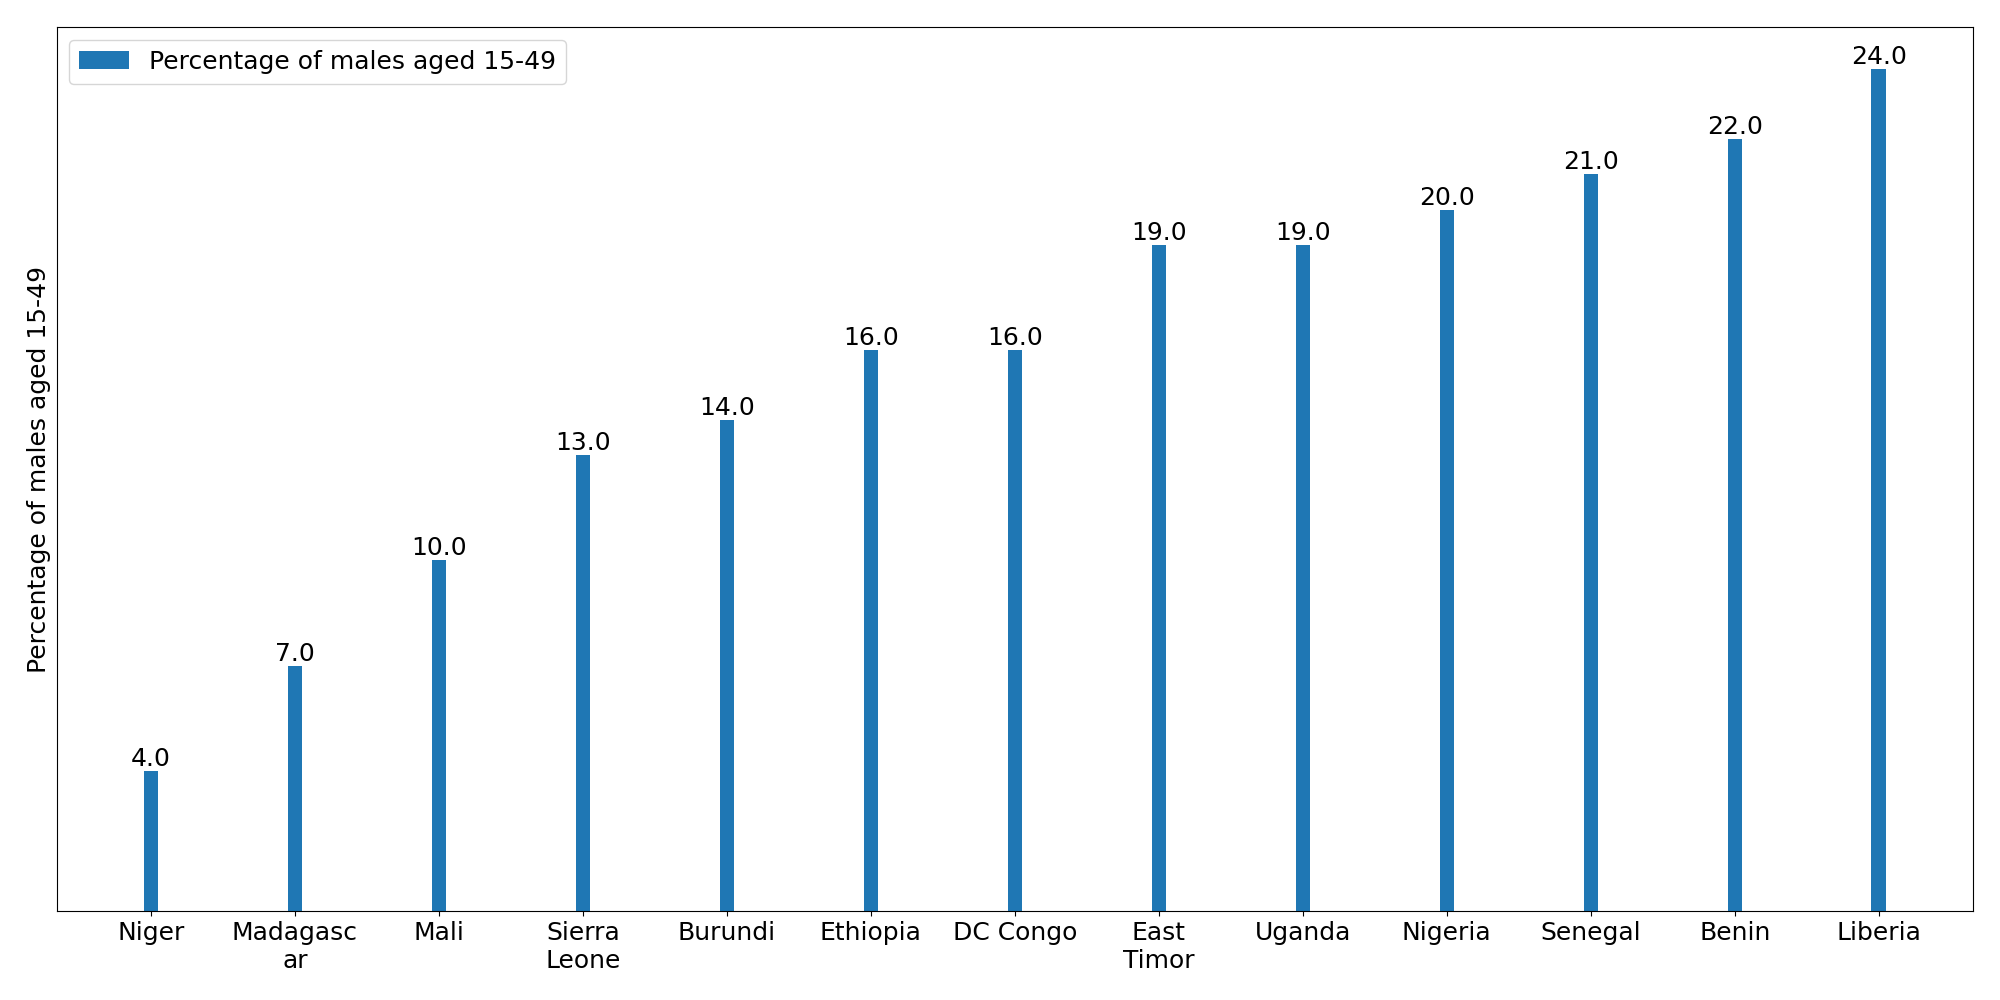 Percentage of males aged 15-49
Percentage of males aged 15-49
4.0
7.0
10.0
13.0
14.0
16.0
16.0
19.0
19.0
20.0
21.0
22.0
24.0
Niger
Madagasc
ar
Mali
Sierra
Leone
Burundi
Ethiopia
DC Congo
East
Timor
Uganda
Nigeria
Senegal
Benin
Liberia